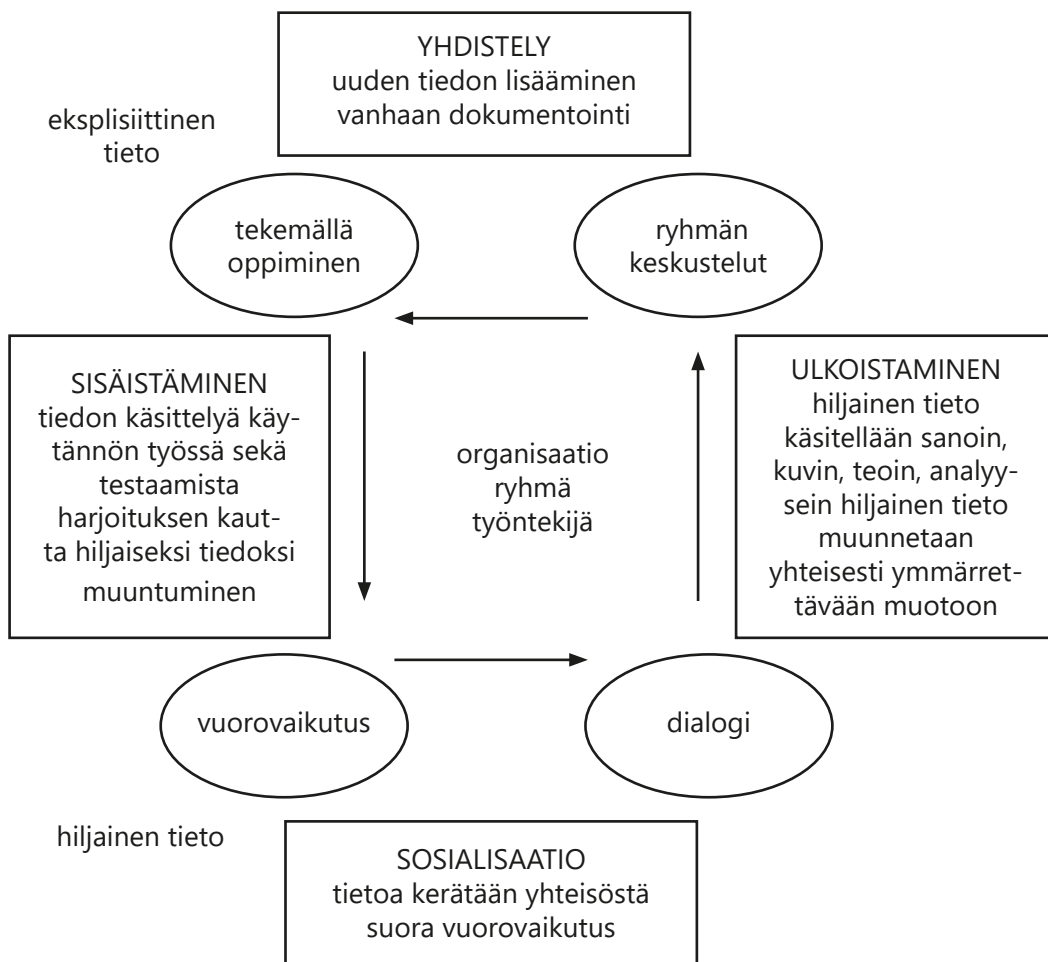 YHDISTELY
uuden tiedon lisääminen
vanhaan dokumentointi
eksplisiittinen
tieto
tekemällä
oppiminen
ryhmän
keskustelut
SISÄISTÄMINEN
tiedon käsittelyä käy-
tännön työssä sekä
testaamista
harjoituksen kaut-
ta hiljaiseksi tiedoksi
muuntuminen
organisaatio
ryhmä
työntekijä
ULKOISTAMINEN
hiljainen tieto
käsitellään sanoin,
kuvin, teoin, analyy-
sein hiljainen tieto
muunnetaan
yhteisesti ymmärret-
tävään muotoon
vuorovaikutus
dialogi
hiljainen tieto
SOSIALISAATIO
tietoa kerätään yhteisöstä
suora vuorovaikutus